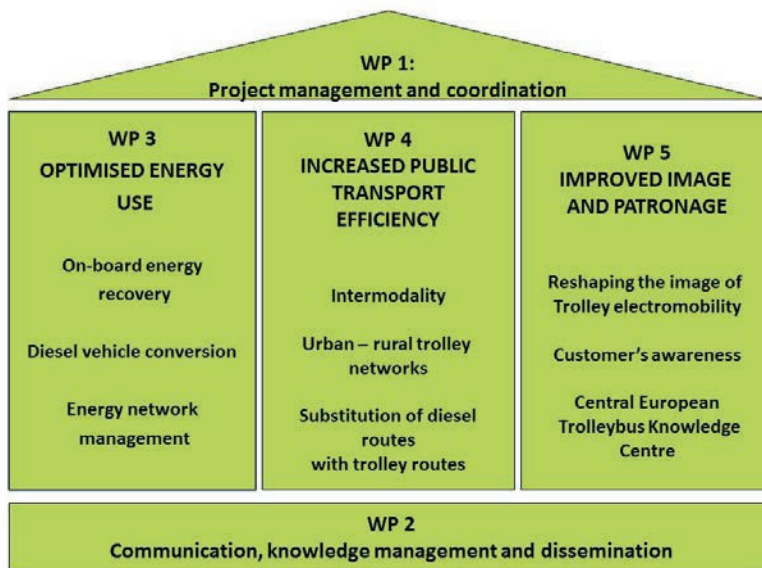 WP 1:
Project management and coordination
WP 3
OPTIMISED ENERGY
USE
On-board energy
recovery
Diesel vehicle conversion
Energy network
management
WP 4
INCREASED PUBLIC
TRANSPORT
EFFICIENCY
Intermodality
Urban – rural trolley
networks
Substitution of diesel
routes
with trolley routes
WP 5
IMPROVED IMAGE
AND PATRONAGE
Reshaping the image of
Trolley electromobility
Customer's awareness
Central European
Trolleybus Knowledge
Centre
WP 2
Communication, knowledge management and dissemination